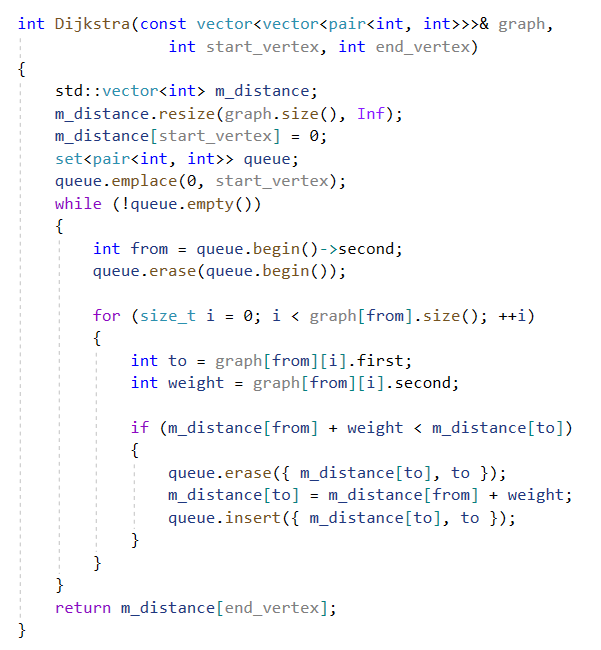 int Dijkstra(const vector<vector<pair<int, int>>>& graph,
             int start_vertex, int end_vertex)
{
    std::vector<int> m_distance;
    m_distance.resize(graph.size(), Inf);
    m_distance[start_vertex] = 0;
    set<pair<int, int>> queue;
    queue.emplace(0, start_vertex);
    while (!queue.empty())
    {
        int from = queue.begin()->second;
        queue.erase(queue.begin());

        for (size_t i = 0; i < graph[from].size(); ++i)
        {
            int to = graph[from][i].first;
            int weight = graph[from][i].second;

            if (m_distance[from] + weight < m_distance[to])
            {
                queue.erase({ m_distance[to], to });
                m_distance[to] = m_distance[from] + weight;
                queue.insert({ m_distance[to], to });
            }
        }
    }
    return m_distance[end_vertex];
}